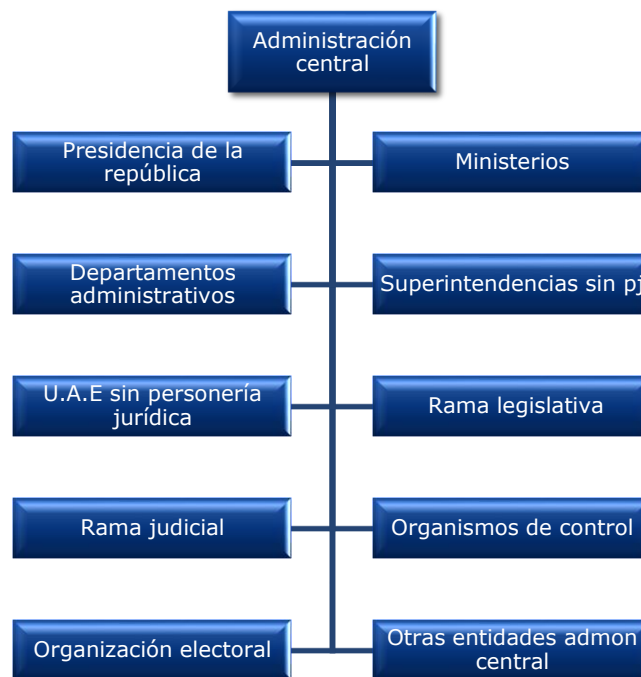 Administración
central
Presidencia de la
república
Ministerios
Departamentos
administrativos
Superintendencias sin pj
U.A.E sin personería
jurídica
Rama legislativa
Rama judicial
Organismos de control
Organización electoral
Otras entidades admon
central